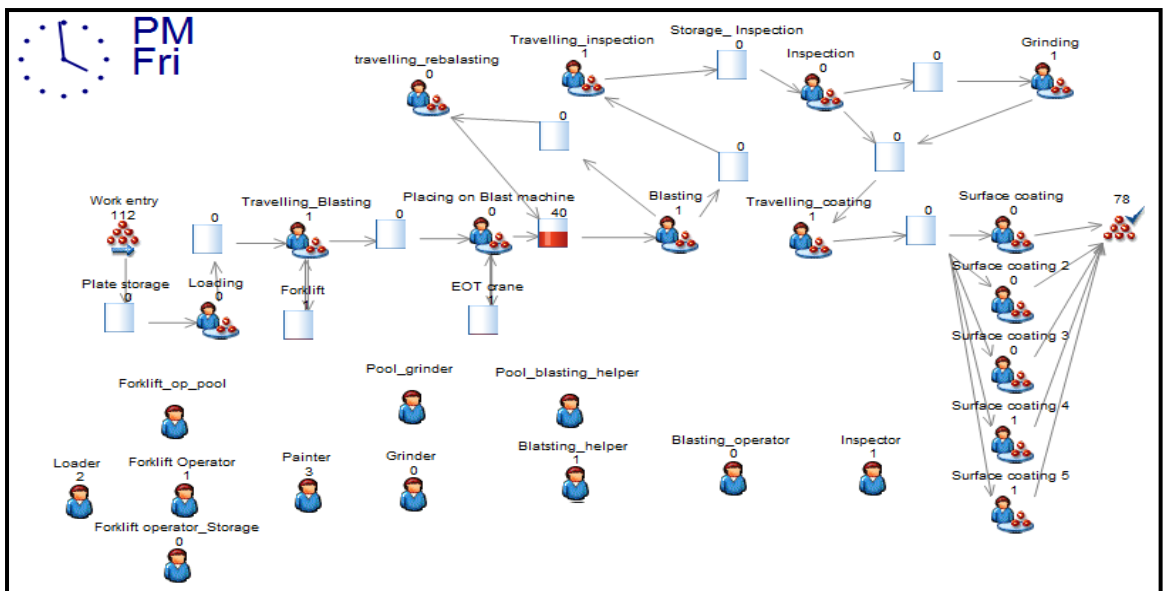 PM
Fri
travelling_rebalasting
0
Travelling_inspection
1
Storage_ Inspection
0
Inspection
0
0
Grinding
1
0
0
0
Work entry
112
0
Travelling_Blasting
1
0
Placing on Blast machine
0
40
Blasting
1
Travelling_coating
1
0
Surface coating
0
78
Plate storage
0
Loading
0
Forklift
1
EOT crane
1
Surface coating 2
0
Surface coating 3
0
Surface coating 4
1
Surface coating 5
1
Forklift_op_pool
Pool_grinder
Pool_blasting_helper
Loader
2
Forklift Operator
1
Painter
3
Grinder
0
Blatsting_helper
1
Blasting_operator
0
Inspector
1
Forklift operator_Storage
0